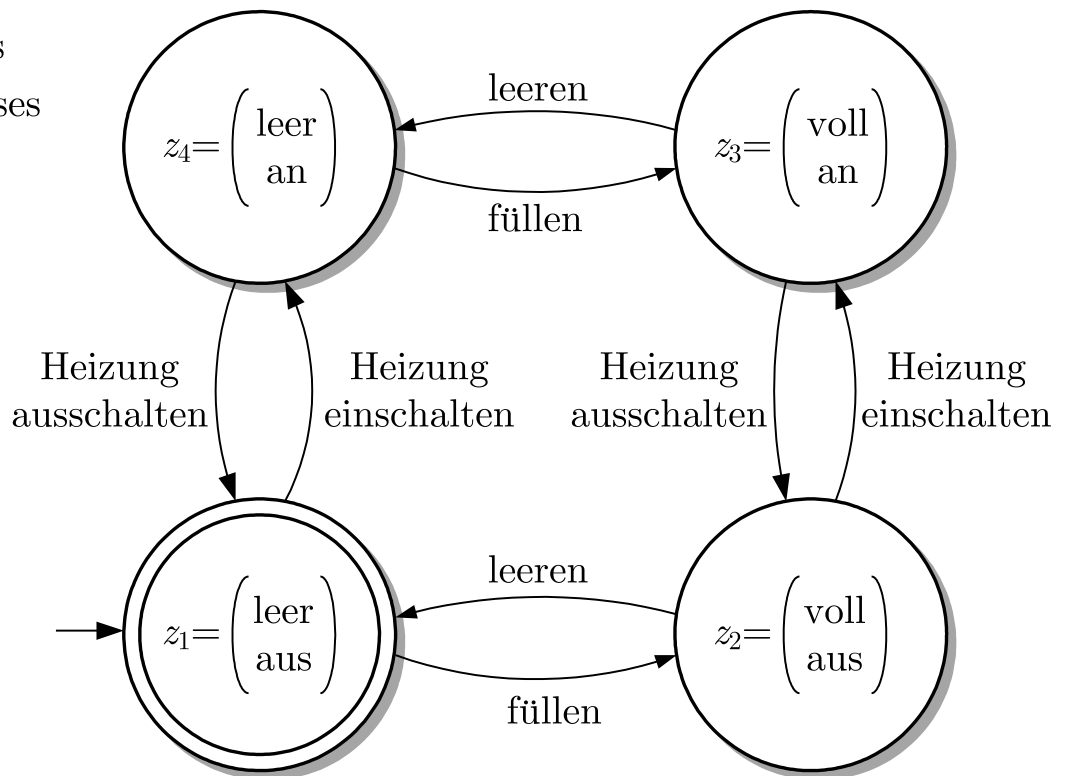 leeren
z4= ( leer
an )
z3= ( voll
an )
füllen
Heizung
ausschalten
Heizung
einschalten
Heizung
ausschalten
Heizung
einschalten
leeren
z1= ( leer
aus )
z2= ( voll
aus )
füllen